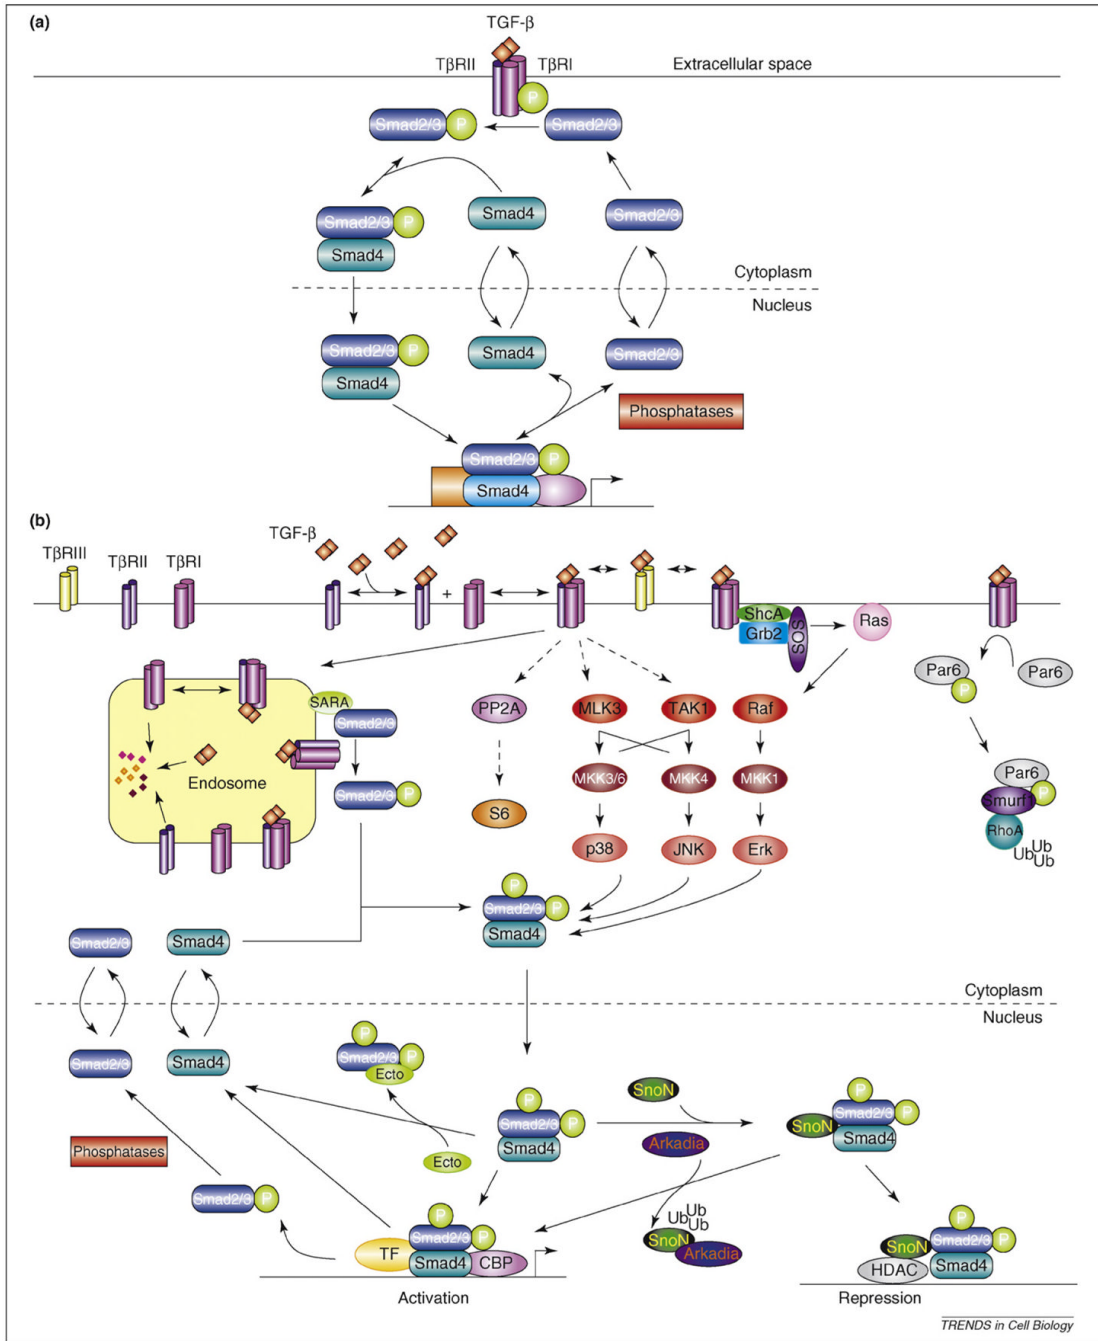 (a)
TGF-β
TβRII
TβRI
Extracellular space
P
Smad2/3 P
Smad2/3
Smad2/3 P
Smad4
Smad4
Smad2/3
Cytoplasm
Nucleus
Smad2/3 P
Smad4
Smad4
Smad2/3
Phosphatases
Smad2/3 P
Smad4
(b)
TβRIII
TβRII
TβRI
TGF-β
+
ShcA
Grb2
SOS
Ras
Par6
P
Par6
SARA
Smad2/3
PP2A
MLK3
TAK1
Raf
Endosome
Smad2/3 P
S6
MKK3/6
MKK4
MKK1
Par6
P
Smurf1
RhoA
Ub
Ub
Ub
p38
JNK
Erk
P
Smad2/3 P
Smad4
Smad2/3
Smad4
Cytoplasm
Nucleus
Smad2/3
Smad4
P
Smad2/3 P
Ecto
Ecto
P
Smad2/3 P
Smad4
SnoN
Arkadia
P
Smad2/3 P
SnoN
Smad4
Phosphatases
Smad2/3 P
Ub
Ub
Ub
SnoN
Arkadia
P
Smad2/3 P
TF
Smad4
CBP
P
Smad2/3 P
SnoN
Smad4
HDAC
Activation
Repression
TRENDS in Cell Biology